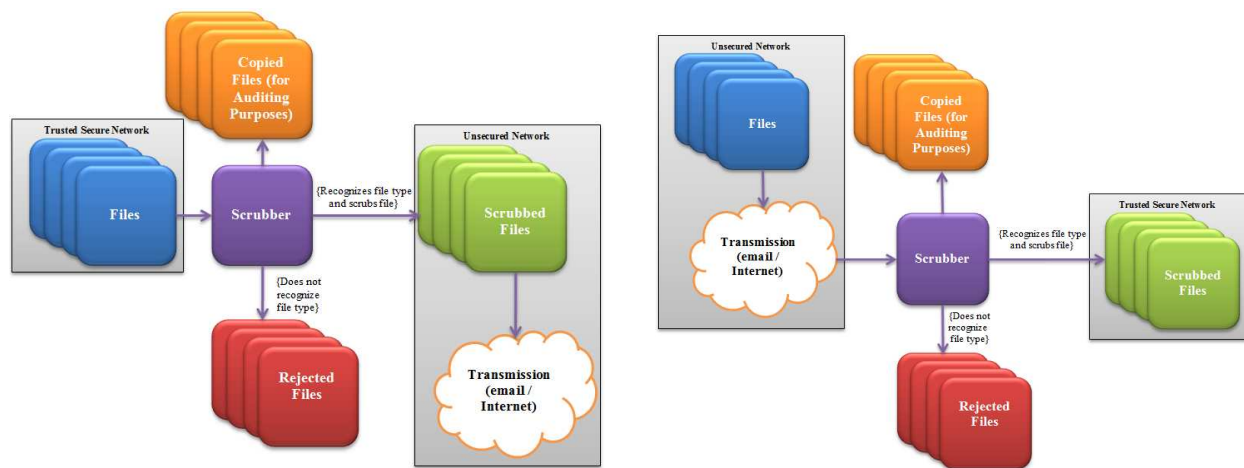 Copied
Files (for
Auditing
Purposes)
Trusted Secure Network
Files
Scrubber
{Recognizes file type
and scrubs file}
Unsecured Network
Scrubbed
Files
{Does not
recognize
file type}
Rejected
Files
Transmission
(email /
Internet)
Unsecured Network
Files
Transmission
(email /
Internet)
Copied
Files (for
Auditing
Purposes)
Scrubber
{Recognizes file type
and scrubs file}
Trusted Secure Network
Scrubbed
Files
{Does not
recognize
file type}
Rejected
Files